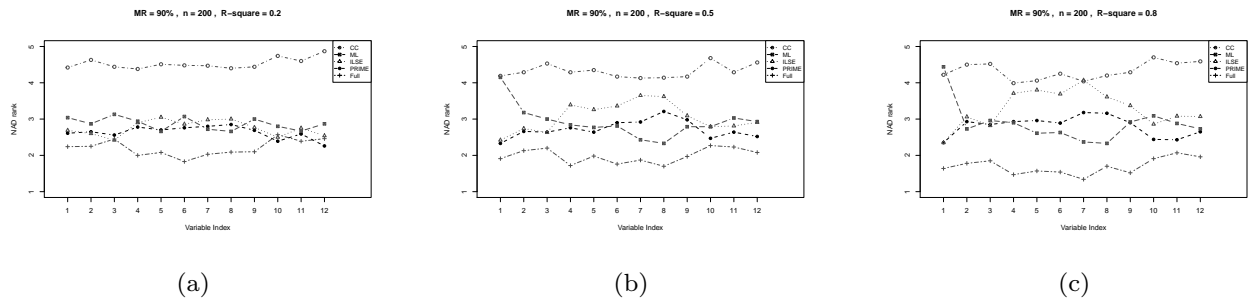 MR = 90% , n = 200 , R−square = 0.2
NAD rank
5
4
3
2
1
CC
ML
ILSE
PRIME
Full
1 2 3 4 5 6 7 8 9 10 11 12
Variable Index
(a)
MR = 90% , n = 200 , R−square = 0.5
NAD rank
5
4
3
2
1
CC
ML
ILSE
PRIME
Full
1 2 3 4 5 6 7 8 9 10 11 12
Variable Index
(b)
MR = 90% , n = 200 , R−square = 0.8
NAD rank
5
4
3
2
1
CC
ML
ILSE
PRIME
Full
1 2 3 4 5 6 7 8 9 10 11 12
Variable Index
(c)